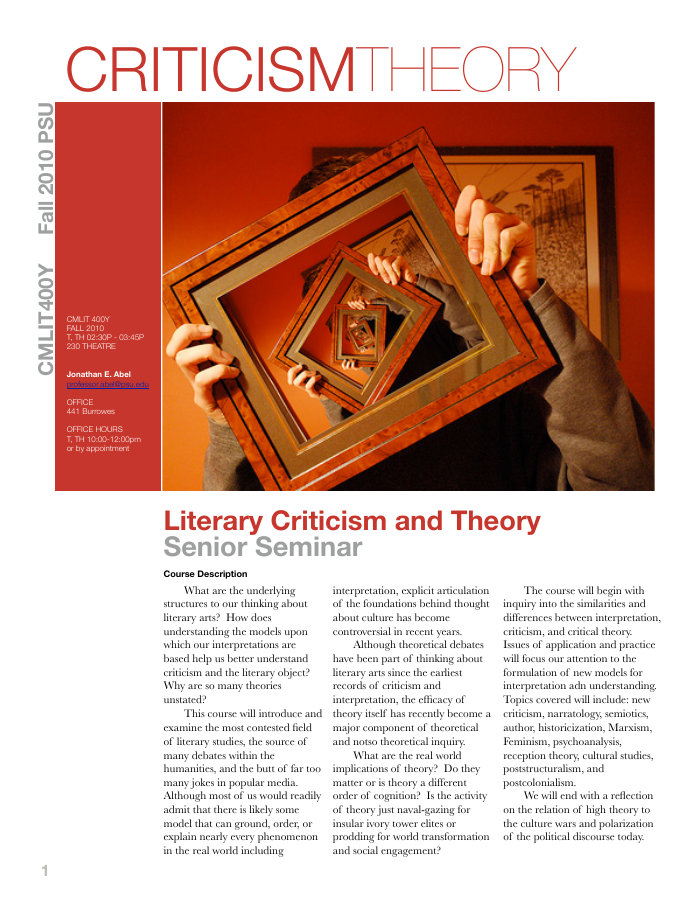 CRITICISMTHEORY
CMLIT400Y Fall 2010 PSU
CMLIT 400Y
FALL 2010
T, TH 02:30P - 03:45P
230 THEATRE
Jonathan E. Abel
professor.abel@psu.edu
OFFICE
441 Burrowes
OFFICE HOURS
T, TH 10:00-12:00pm
or by appointment
Literary Criticism and Theory
Senior Seminar
Course Description
What are the underlying
structures to our thinking about
literary arts?  How does
understanding the models upon
which our interpretations are
based help us better understand
criticism and the literary object?
Why are so many theories
unstated?
This course will introduce and
examine the most contested field
of literary studies, the source of
many debates within the
humanities, and the butt of far too
many jokes in popular media.
Although most of us would readily
admit that there is likely some
model that can ground, order, or
explain nearly every phenomenon
in the real world including
interpretation, explicit articulation
of the foundations behind thought
about culture has become
controversial in recent years.
Although theoretical debates
have been part of thinking about
literary arts since the earliest
records of criticism and
interpretation, the efficacy of
theory itself has recently become a
major component of theoretical
and notso theoretical inquiry.
What are the real world
implications of theory?  Do they
matter or is theory a different
order of cognition?  Is the activity
of theory just naval-gazing for
insular ivory tower elites or
prodding for world transformation
and social engagement?
The course will begin with
inquiry into the similarities and
differences between interpretation,
criticism, and critical theory.
Issues of application and practice
will focus our attention to the
formulation of new models for
interpretation adn understanding.
Topics covered will include: new
criticism, narratology, semiotics,
author, historicization, Marxism,
Feminism, psychoanalysis,
reception theory, cultural studies,
poststructuralism, and
postcolonialism.
We will end with a reflection
on the relation of high theory to
the culture wars and polarization
of the political discourse today.
1